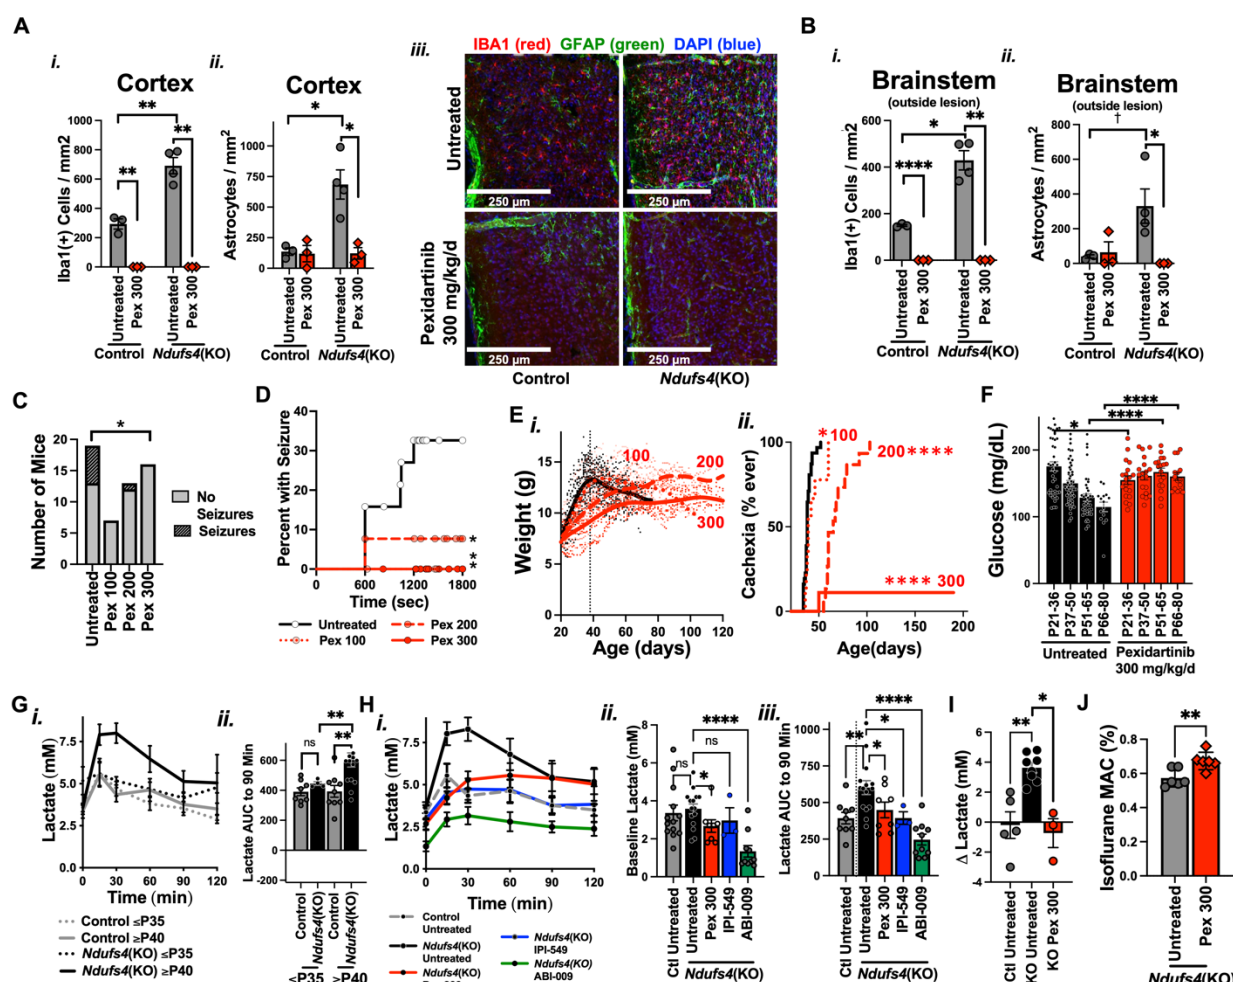 A
i.
Cortex
Iba1(+) Cells / mm2
1000
800
600
400
200
0
**
**
**
Untreated
Pex 300
Untreated
Pex 300
Control
Ndufs4(KO)
ii.
Cortex
Astrocytes / mm²
1250
1000
750
500
250
0
*
*
Untreated
Pex 300
Untreated
Pex 300
Control
Ndufs4(KO)
iii.
IBA1 (red) GFAP (green) DAPI (blue)
Untreated
Pexidartinib
300 mg/kg/d
250 µm
250 µm
250 µm
250 µm
Control
Ndufs4(KO)
B
i.
Brainstem
(outside lesion)
Iba1(+) Cells / mm2
600
400
200
0
*
**
****
Untreated
Pex 300
Untreated
Pex 300
Control
Ndufs4(KO)
ii.
Brainstem
(outside lesion)
†
*
Astrocytes / mm²
800
600
400
200
0
Untreated
Pex 300
Untreated
Pex 300
Control
Ndufs4(KO)
C
Number of Mice
20
15
10
5
0
*
No
Seizures
Seizures
Untreated
Pex 100
Pex 200
Pex 300
D
Percent with Seizure
40
30
20
10
0
0
600
1200
1800
Time (sec)
*
**
Untreated
Pex 200
Pex 100
Pex 300
E
i.
Weight (g)
15
10
5
0
20 40 60 80 100 120
Age (days)
100
200
300
ii.
Cachexia (% ever)
100
50
0
50 100 150 200
Age(days)
*100
200****
**** 300
F
Glucose (mg/dL)
300
200
100
0
*
****
****
P21-36
P37-50
P51-65
P66-80
P21-36
P37-50
P51-65
P66-80
Untreated
Pexidartinib
300 mg/kg/d
G
i.
Lactate (mM)
7.5
5.0
2.5
0.0
0 30 60 90 120
Time (min)
Control ≤P35
Control ≥P40
Ndufs4(KO) ≤P35
Ndufs4(KO) ≥P40
ii.
Lactate AUC to 90 Min
600
400
200
0
ns
**
**
Control
Ndufs4(KO)
Control
Ndufs4(KO)
≤P35
≥P40
H
i.
Lactate (mM)
7.5
5.0
2.5
0.0
0 30 60 90 120
Time (min)
Control
Untreated
Ndufs4(KO)
Untreated
Ndufs4(KO)
Ndufs4(KO)
IPI-549
Ndufs4(KO)
ABI-009
ii.
Baseline Lactate (mM)
8
6
4
2
0
****
ns
ns
*
Ctl Untreated
Untreated
Pex 300
IPI-549
ABI-009
Ndufs4(KO)
iii.
Lactate AUC to 90 Min
1000
750
500
250
0
****
*
**
*
Ctl Untreated
Untreated
Pex 300
IPI-549
ABI-009
Ndufs4(KO)
I
Δ Lactate (mM)
6
4
2
0
-2
-4
**
*
Ctl Untreated
KO Untreated
KO Pex 300
J
Isoflurane MAC (%)
0.8
0.6
0.4
0.2
0.0
**
Untreated
Pex 300
Ndufs4(KO)